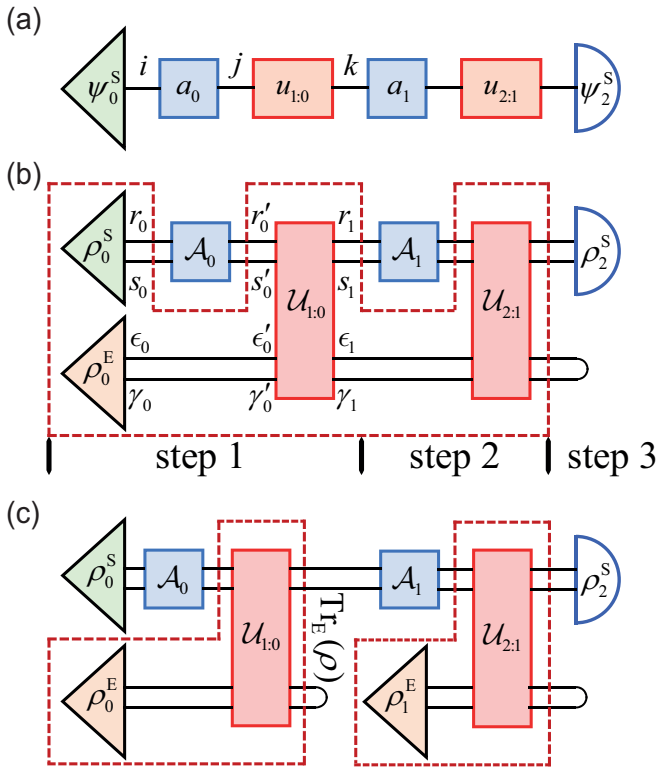 (a)
ψ₀ˢ i a₀ j u₁:₀ k a₁ u₂:₁ ψ₂ˢ
(b)
ρ₀ˢ r₀ s₀ 𝒜₀ r₀′ s₀′ 𝒰₁:₀ r₁ s₁ 𝒜₁ 𝒰₂:₁ ρ₂ˢ
ρ₀ᴱ ϵ₀ γ₀ ϵ₀′ γ₀′ ϵ₁ γ₁
step 1 step 2 step 3
(c)
ρ₀ˢ 𝒜₀ 𝒰₁:₀ Tr_E(ρ) 𝒜₁ 𝒰₂:₁ ρ₂ˢ
ρ₀ᴱ ρ₁ᴱ